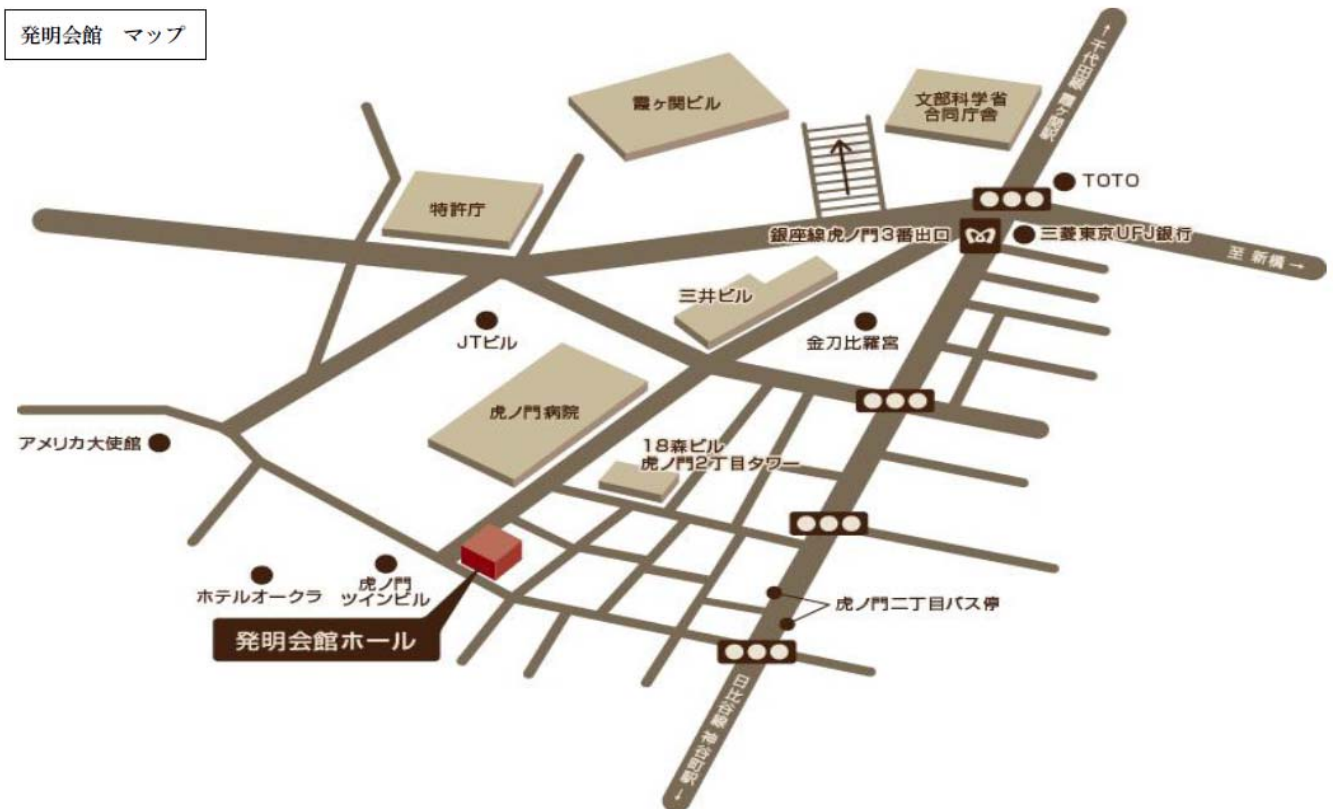 発明会館 マップ
↑千代田線 霞ヶ関駅
霞ヶ関ビル
文部科学省
合同庁舎
TOTO
特許庁
銀座線虎ノ門3番出口
三菱東京UFJ銀行
至 新橋→
三井ビル
JTビル
金刀比羅宮
虎ノ門病院
アメリカ大使館
18森ビル
虎ノ門2丁目タワー
ホテルオークラ
虎ノ門
ツインビル
虎ノ門二丁目バス停
発明会館ホール
日比谷線 神谷町駅→